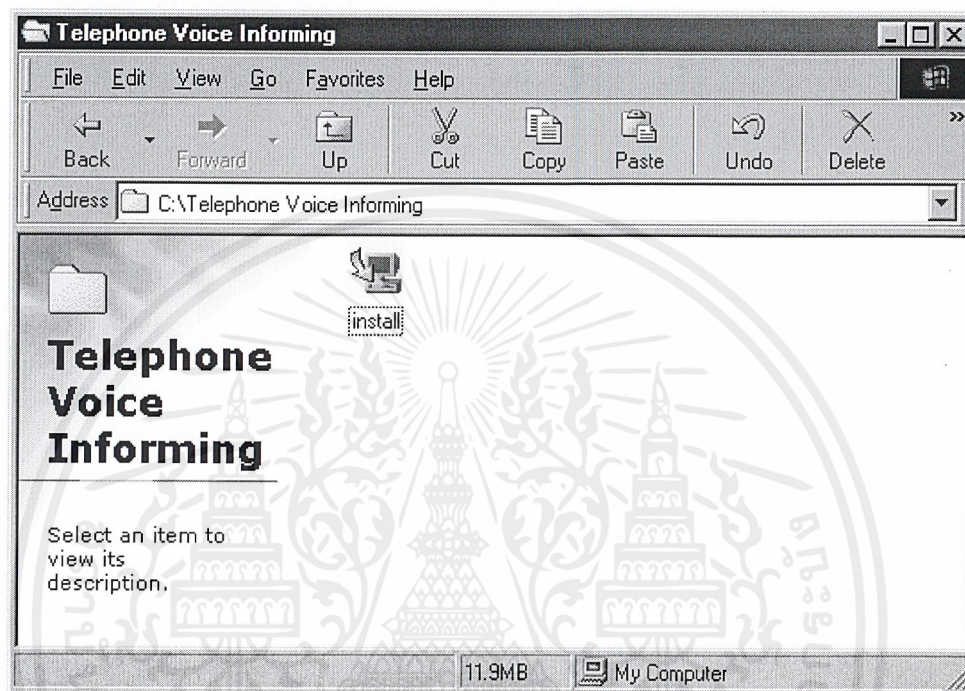 Telephone Voice Informing
File Edit View Go Favorites Help
Back Forward Up Cut Copy Paste Undo Delete »
Address C:\Telephone Voice Informing
install
Telephone
Voice
Informing
Select an item to
view its
description.
11.9MB My Computer